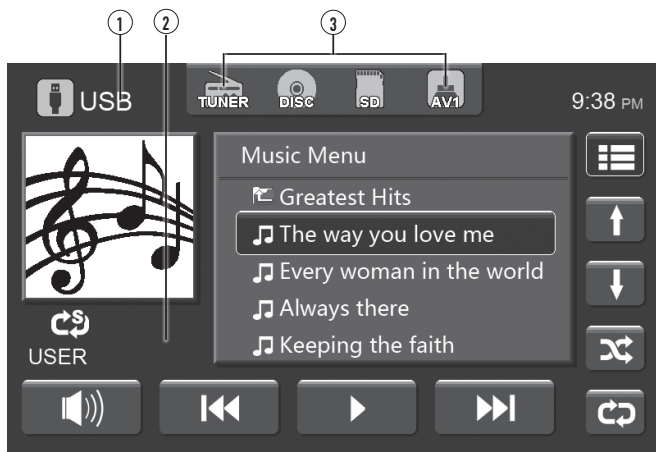 1 2 3
USB TUNER DISC SD AV1 9:38 PM
Music Menu
Greatest Hits
The way you love me
Every woman in the world
Always there
Keeping the faith
S
USER